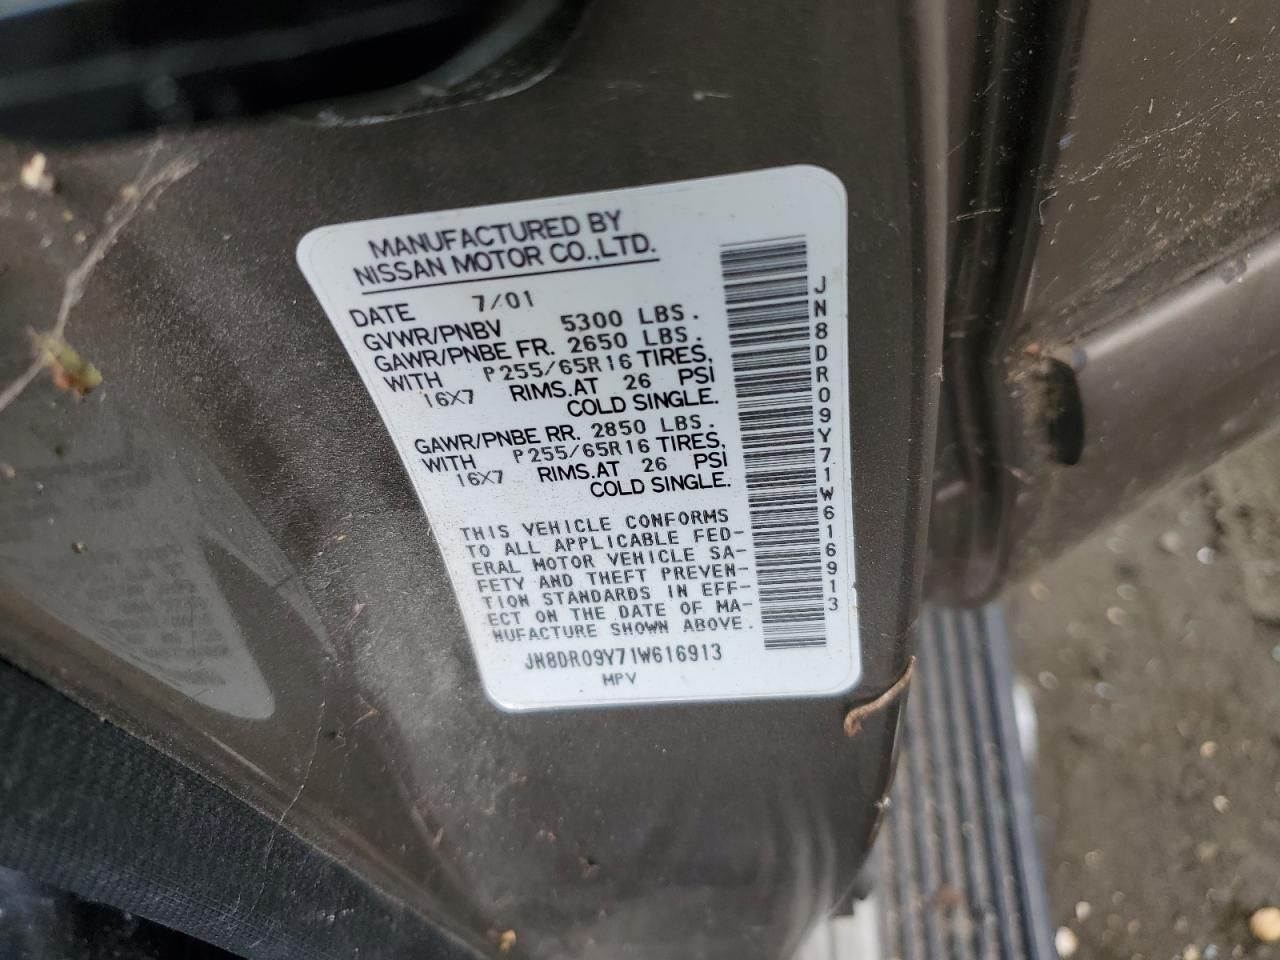 MANUFACTURED BY
NISSAN MOTOR CO.,LTD.
DATE 7/01
GVWR/PNBV 5300 LBS.
GAWR/PNBE FR. 2650 LBS.
WITH P255/65R16 TIRES,
16X7 RIMS.AT 26 PSI
COLD SINGLE.
GAWR/PNBE RR. 2850 LBS.
WITH P255/65R16 TIRES,
16X7 RIMS.AT 26 PSI
COLD SINGLE.
THIS VEHICLE CONFORMS
TO ALL APPLICABLE FED-
ERAL MOTOR VEHICLE SA-
FETY AND THEFT PREVEN-
TION STANDARDS IN EFF-
ECT ON THE DATE OF MA-
NUFACTURE SHOWN ABOVE.
JN8DR09Y71W616913
MPV
JN8DR09Y71W616913